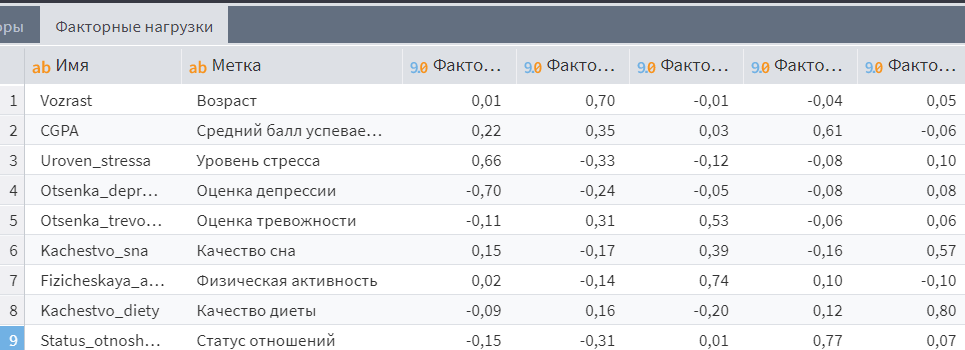 оры Факторные нагрузки
ab Имя ab Метка 9.0 Факто... 9.0 Факто... 9.0 Факто... 9.0 Факто... 9.0 Факто...
1 Vozrast Возраст 0,01 0,70 -0,01 -0,04 0,05
2 CGPA Средний балл успевае... 0,22 0,35 0,03 0,61 -0,06
3 Uroven_stressa Уровень стресса 0,66 -0,33 -0,12 -0,08 0,10
4 Otsenka_depr... Оценка депрессии -0,70 -0,24 -0,05 -0,08 0,08
5 Otsenka_trevo... Оценка тревожности -0,11 0,31 0,53 -0,06 0,06
6 Kachestvo_sna Качество сна 0,15 -0,17 0,39 -0,16 0,57
7 Fizicheskaya_a... Физическая активность 0,02 -0,14 0,74 0,10 -0,10
8 Kachestvo_diety Качество диеты -0,09 0,16 -0,20 0,12 0,80
9 Status_otnosh... Статус отношений -0,15 -0,31 0,01 0,77 0,07